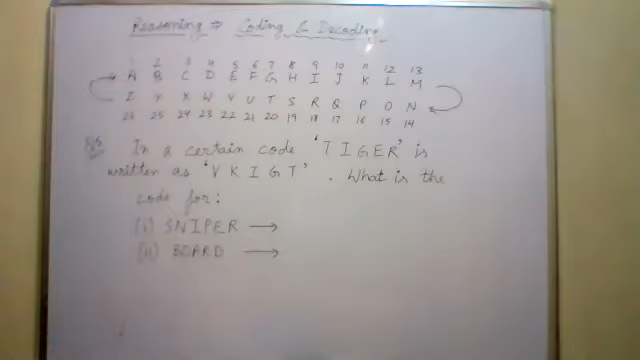 Reasoning ⇒ Coding & Decoding
1 2 3 4 5 6 7 8 9 10 11 12 13
A B C D E F G H I J K L M
Z Y X W V U T S R Q P O N
26 25 24 23 22 21 20 19 18 17 16 15 14
In a certain code 'TIGER' is
written as 'VKIGT'. What is the
code for:
(i) SNIPER →
(ii) BOARD →